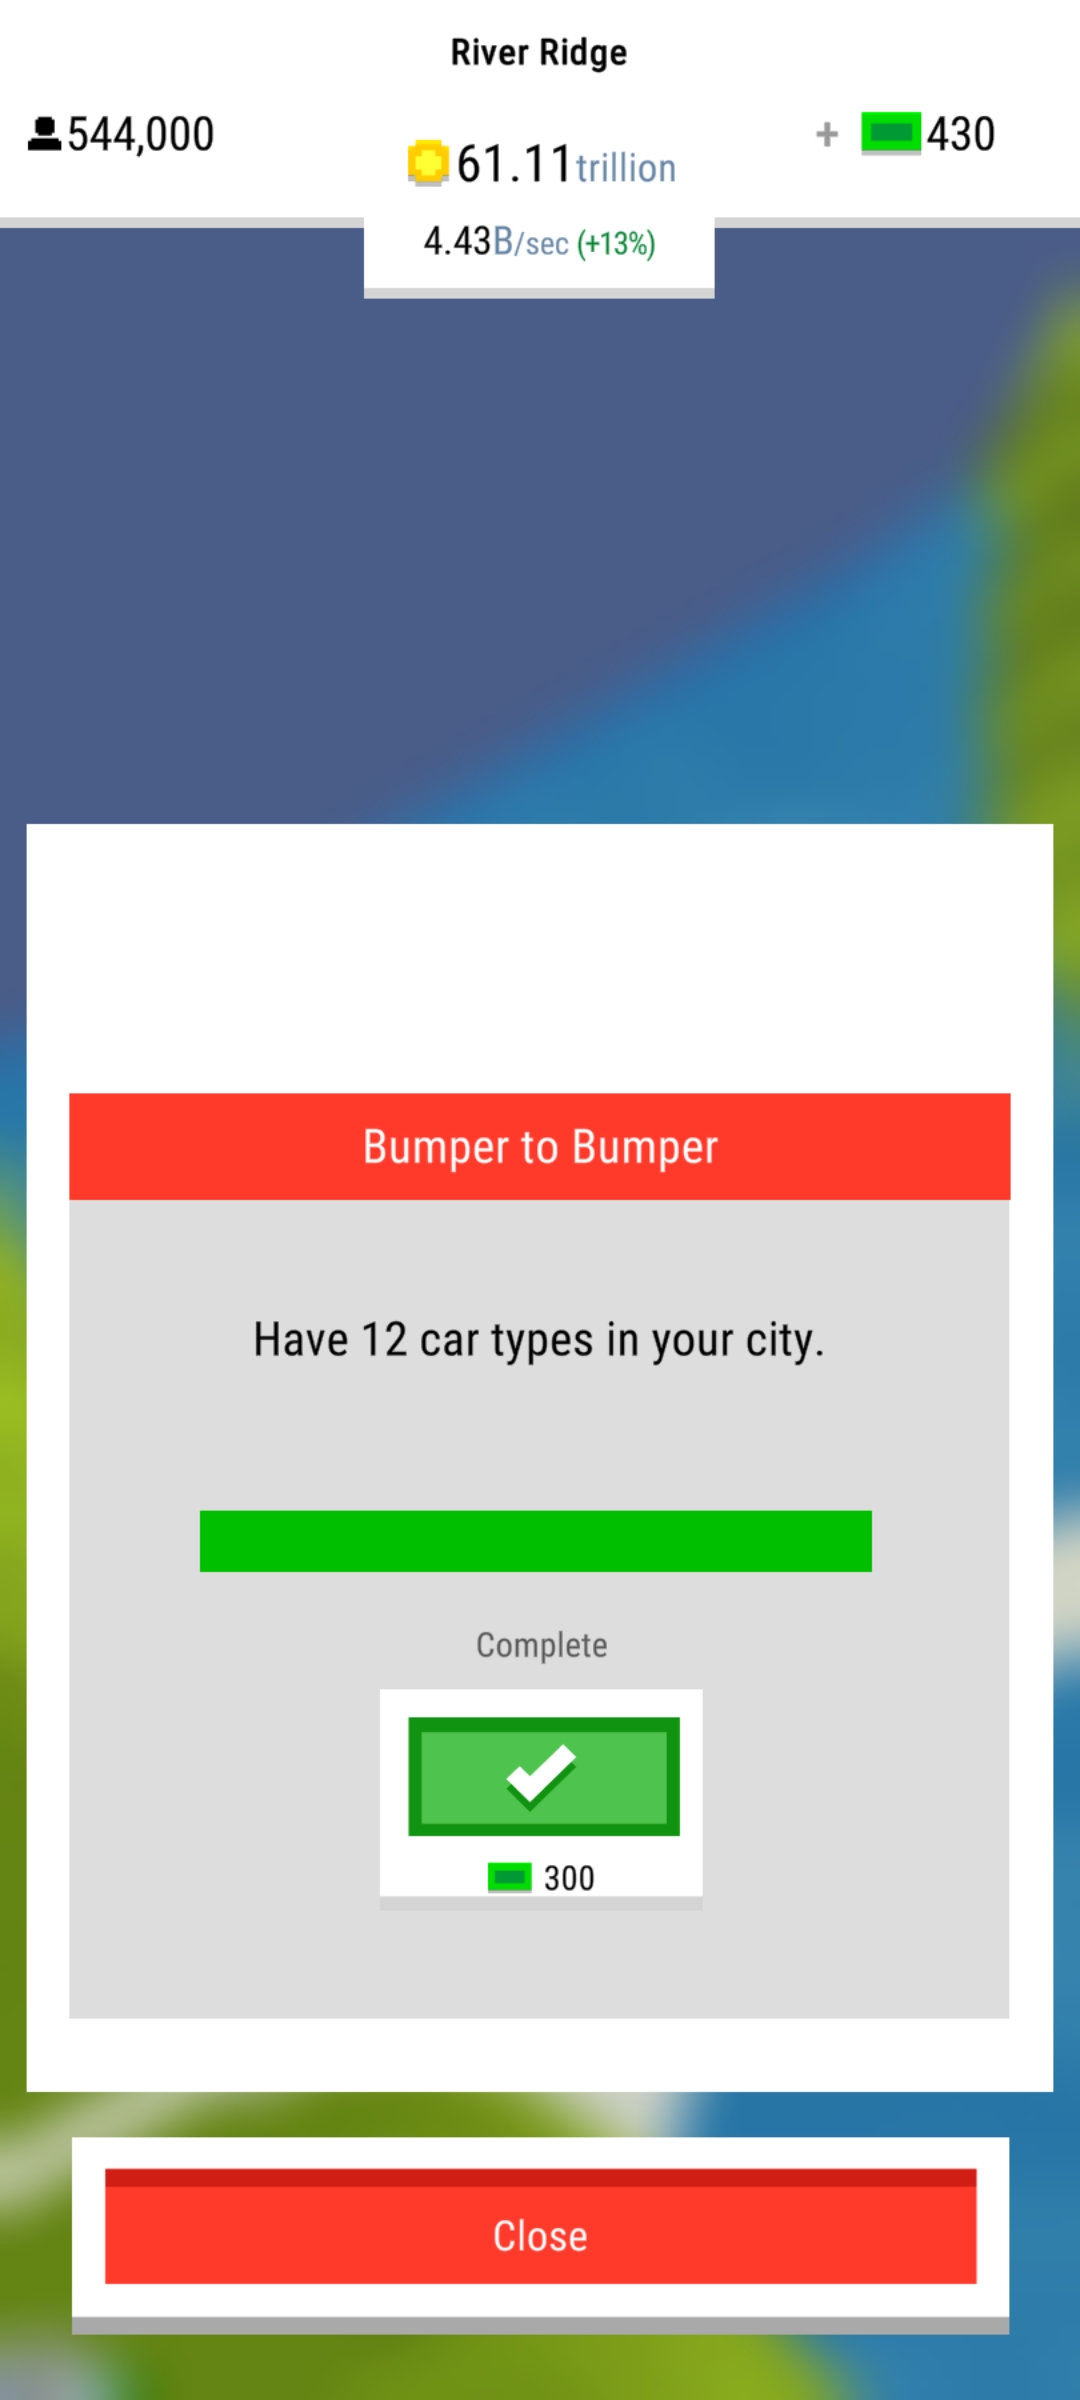 River Ridge
544,000
61.11trillion
+ 430
4.43B/sec (+13%)
Bumper to Bumper
Have 12 car types in your city.
Complete
300
Close